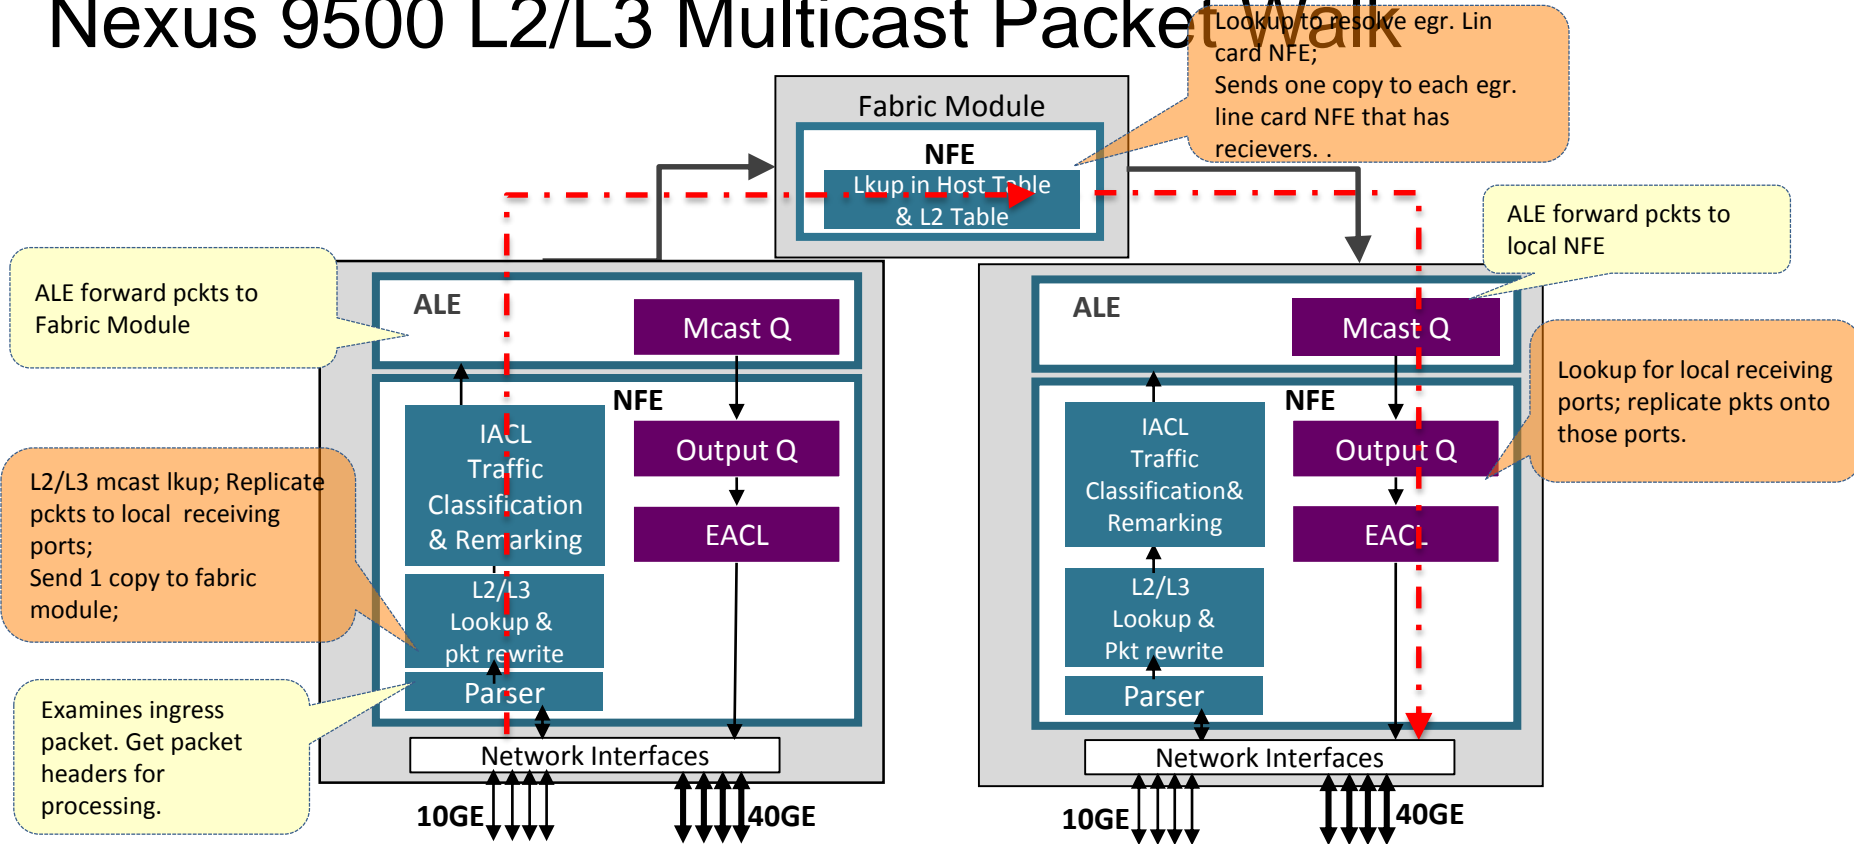 Nexus 9500 L2/L3 Multicast Packet Walk
Lookup to resolve egr. Lin
card NFE;
Sends one copy to each egr.
line card NFE that has
recievers. .
Fabric Module
NFE
Lkup in Host Table
& L2 Table
ALE forward pckts to
local NFE
ALE forward pckts to
Fabric Module
ALE
Mcast Q
NFE
IACL
Traffic
Classification
& Remarking
Output Q
EACL
L2/L3
Lookup &
pkt rewrite
Parser
Network Interfaces
10GE
40GE
L2/L3 mcast lkup; Replicate
pckts to local receiving
ports;
Send 1 copy to fabric
module;
Examines ingress
packet. Get packet
headers for
processing.
ALE
Mcast Q
NFE
IACL
Traffic
Classification&
Remarking
Output Q
EACL
L2/L3
Lookup &
Pkt rewrite
Parser
Network Interfaces
10GE
40GE
Lookup for local receiving
ports; replicate pkts onto
those ports.